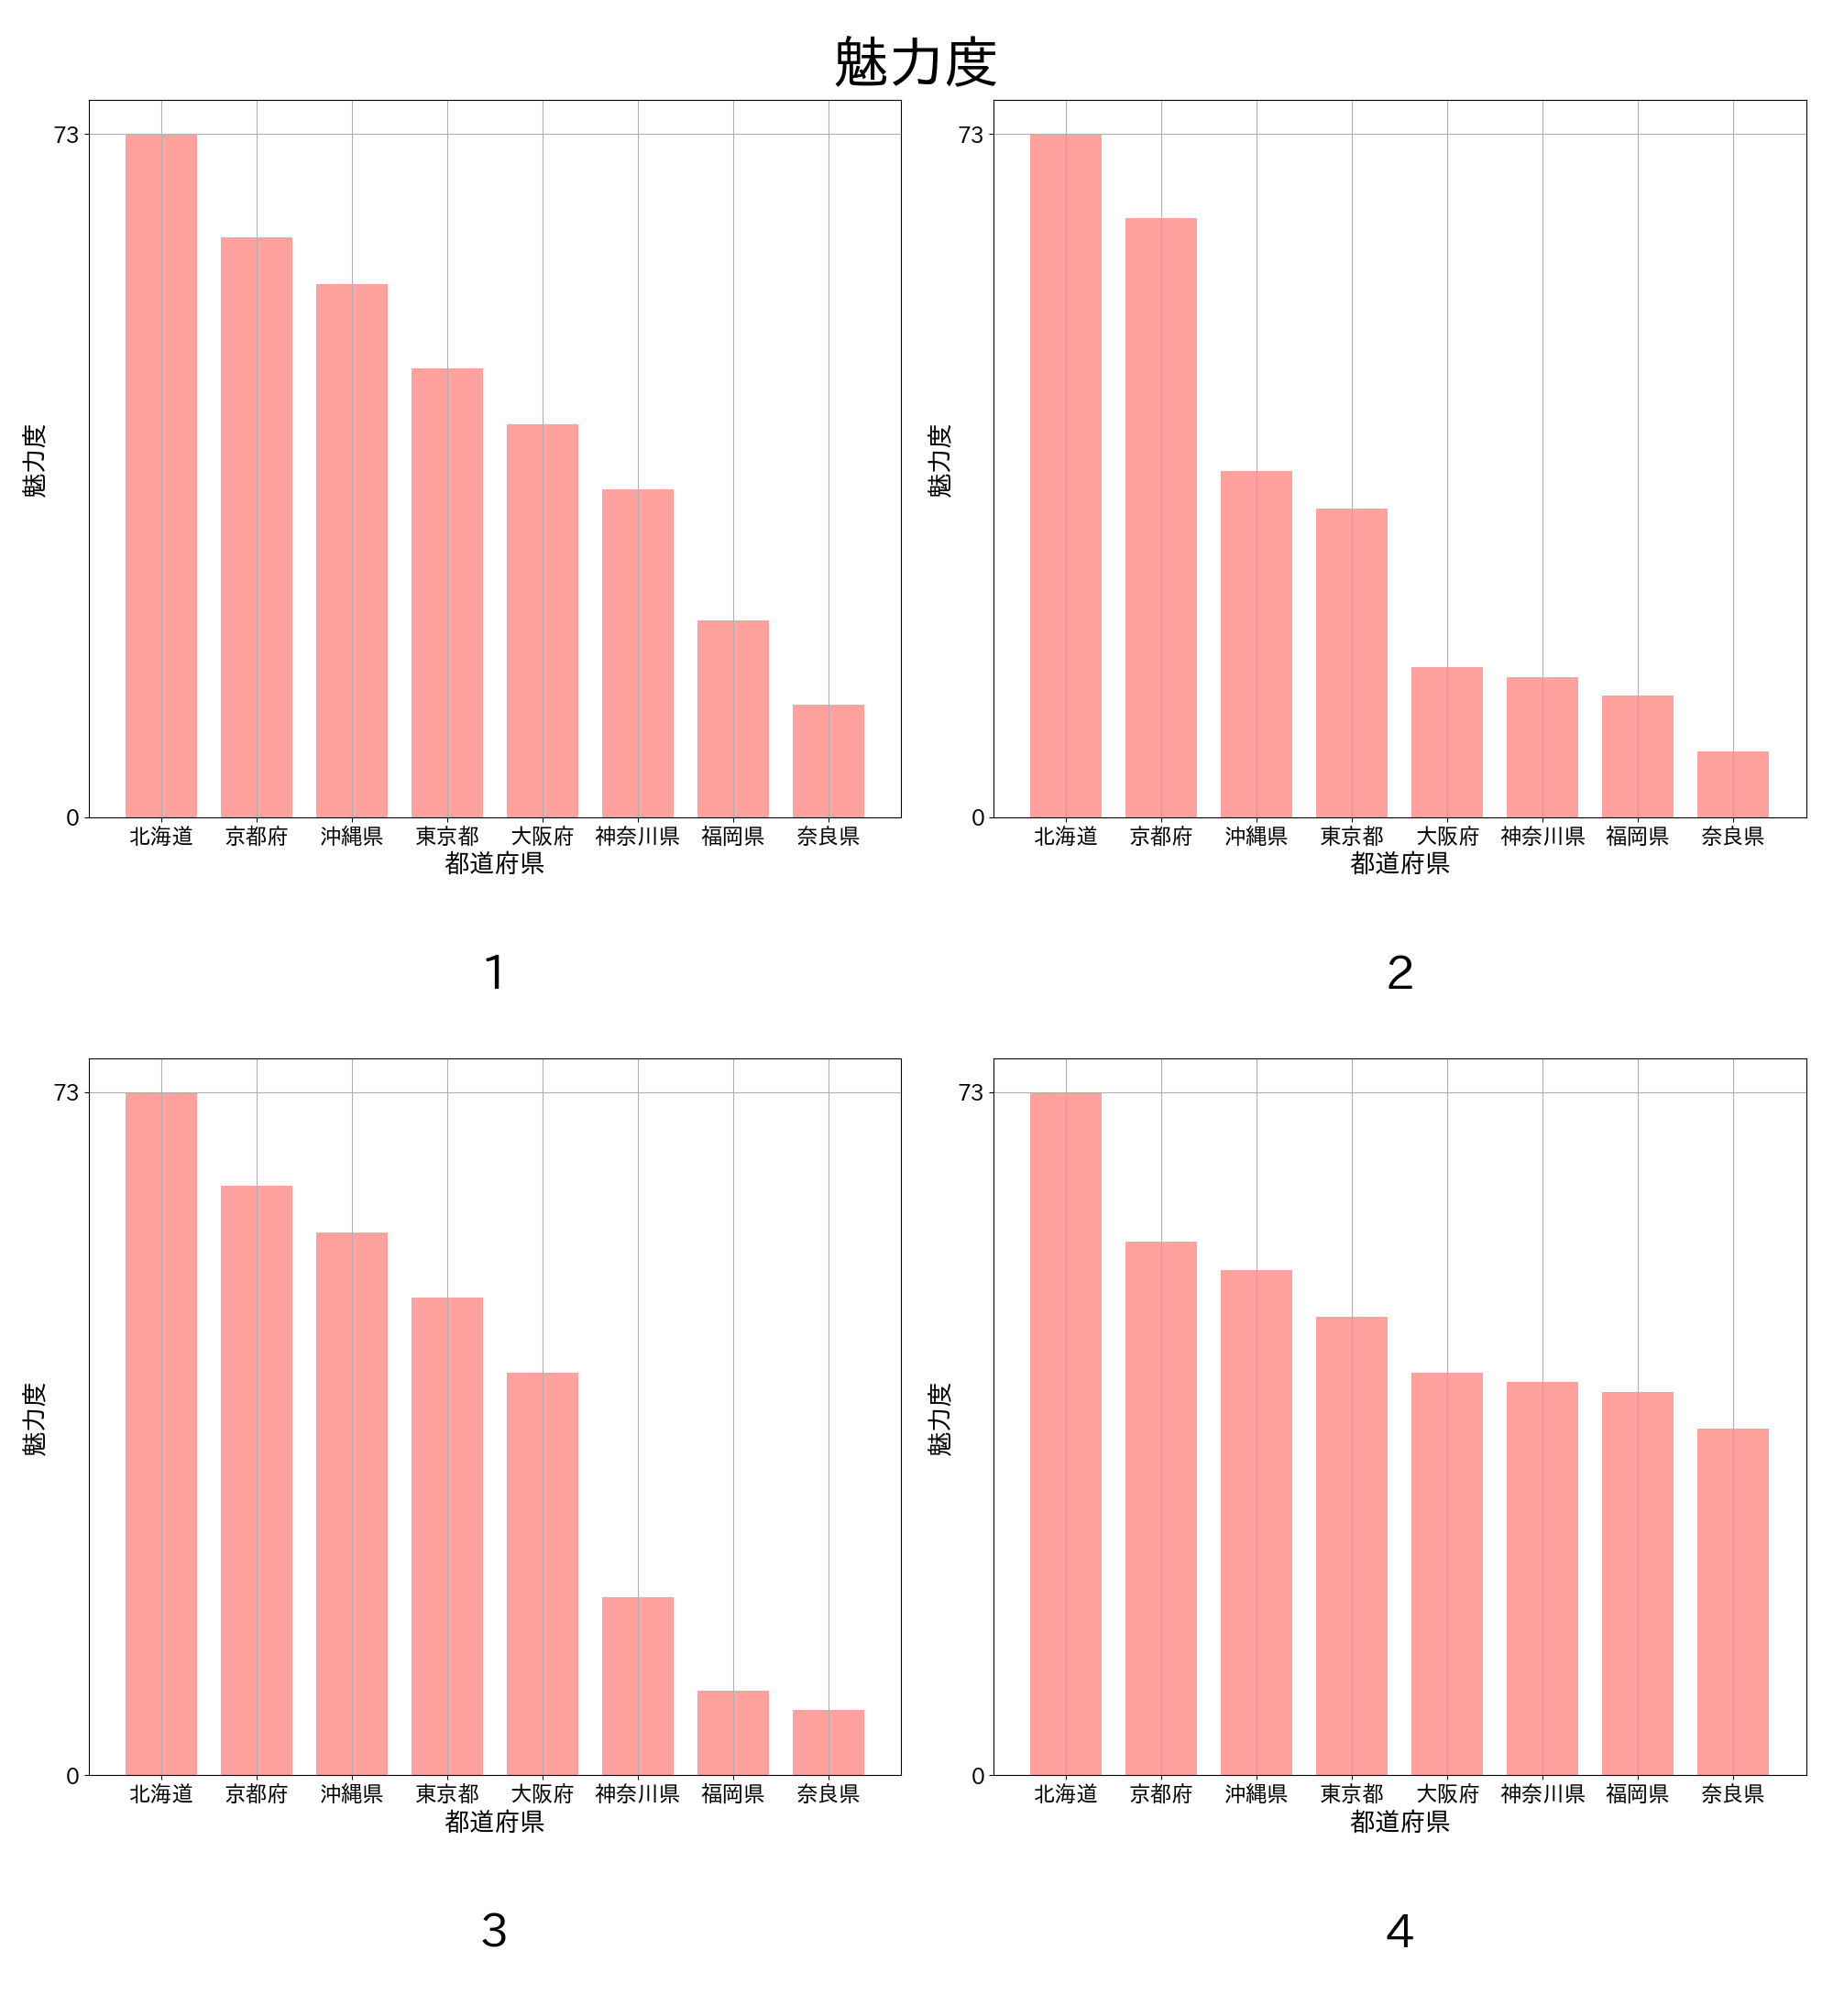 魅力度
73
0
魅力度
北海道 京都府 沖縄県 東京都 大阪府 神奈川県 福岡県 奈良県
都道府県
1
73
0
魅力度
北海道 京都府 沖縄県 東京都 大阪府 神奈川県 福岡県 奈良県
都道府県
2
73
0
魅力度
北海道 京都府 沖縄県 東京都 大阪府 神奈川県 福岡県 奈良県
都道府県
3
73
0
魅力度
北海道 京都府 沖縄県 東京都 大阪府 神奈川県 福岡県 奈良県
都道府県
4